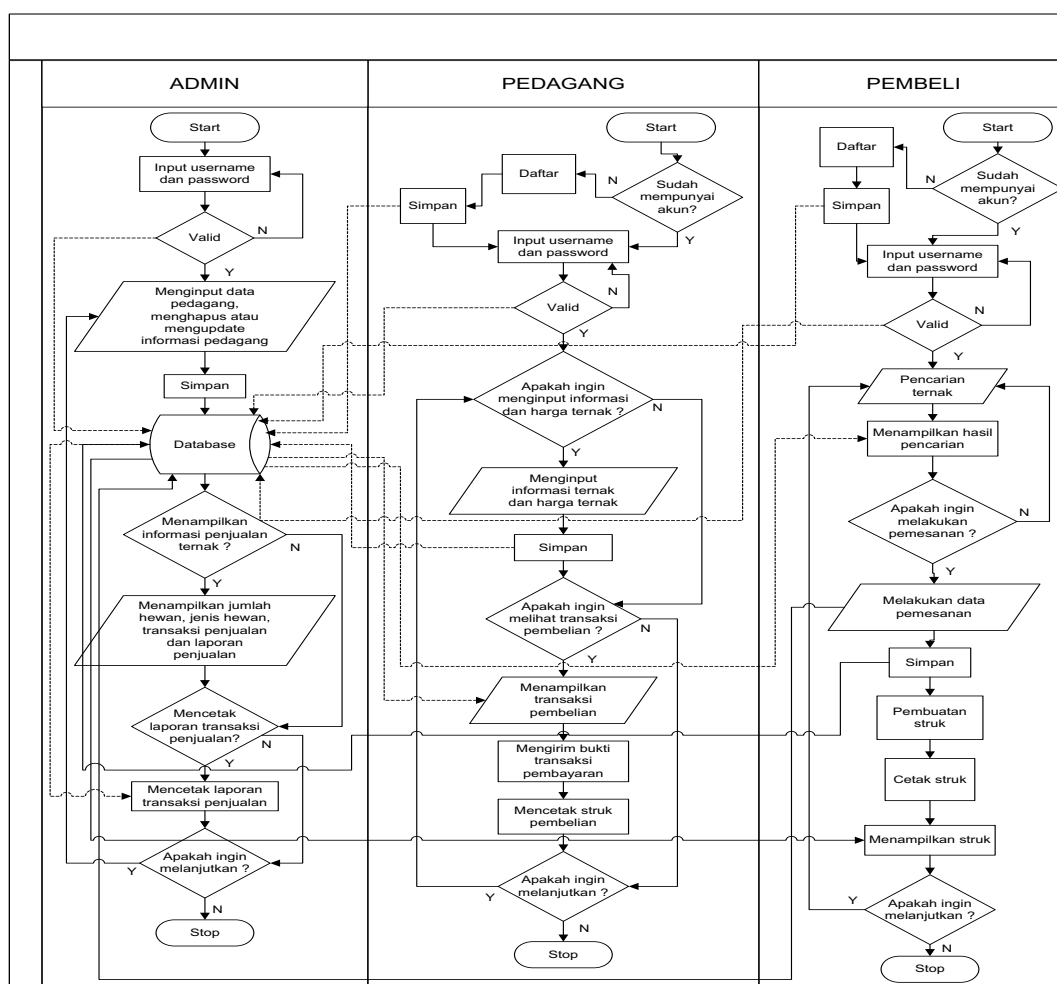 ADMIN
Start
Input username
dan password
Valid
N
Y
Menginput data
pedagang,
menghapus atau
mengupdate
informasi pedagang
Simpan
Database
Menampilkan
informasi penjualan
ternak ?
N
Y
Menampilkan jumlah
hewan, jenis hewan,
transaksi penjualan
dan laporan
penjualan
Mencetak
laporan transaksi
penjualan?
N
Y
Mencetak laporan
transaksi penjualan
Apakah ingin
melanjutkan ?
Y
N
Stop
PEDAGANG
Start
Sudah
mempunyai
akun?
N
Daftar
Simpan
Y
Input username
dan password
Valid
N
Y
Apakah ingin
menginput informasi
dan harga ternak ?
N
Y
Menginput
informasi ternak
dan harga ternak
Simpan
Apakah ingin
melihat transaksi
pembelian ?
N
Y
Menampilkan
transaksi
pembelian
Mengirim bukti
transaksi
pembayaran
Mencetak struk
pembelian
Apakah ingin
melanjutkan ?
Y
N
Stop
PEMBELI
Start
Sudah
mempunyai
akun?
N
Daftar
Simpan
Y
Input username
dan password
Valid
N
Y
Pencarian
ternak
Menampilkan hasil
pencarian
Apakah ingin
melakukan
pemesanan ?
N
Y
Melakukan data
pemesanan
Simpan
Pembuatan
struk
Cetak struk
Menampilkan struk
Apakah ingin
melanjutkan ?
Y
N
Stop